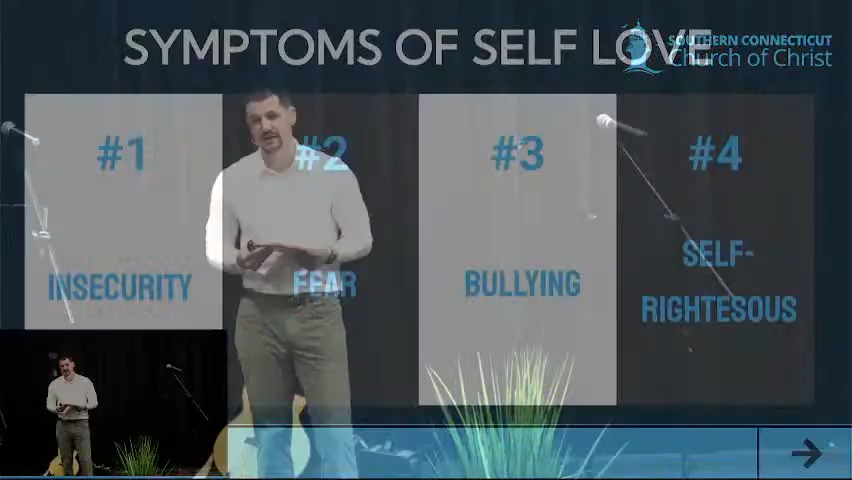 SYMPTOMS OF SELF LOVE
SOUTHERN CONNECTICUT
Church of Christ
#1
#2
#3
#4
INSECURITY
FEAR
BULLYING
SELF-
RIGHTESOUS